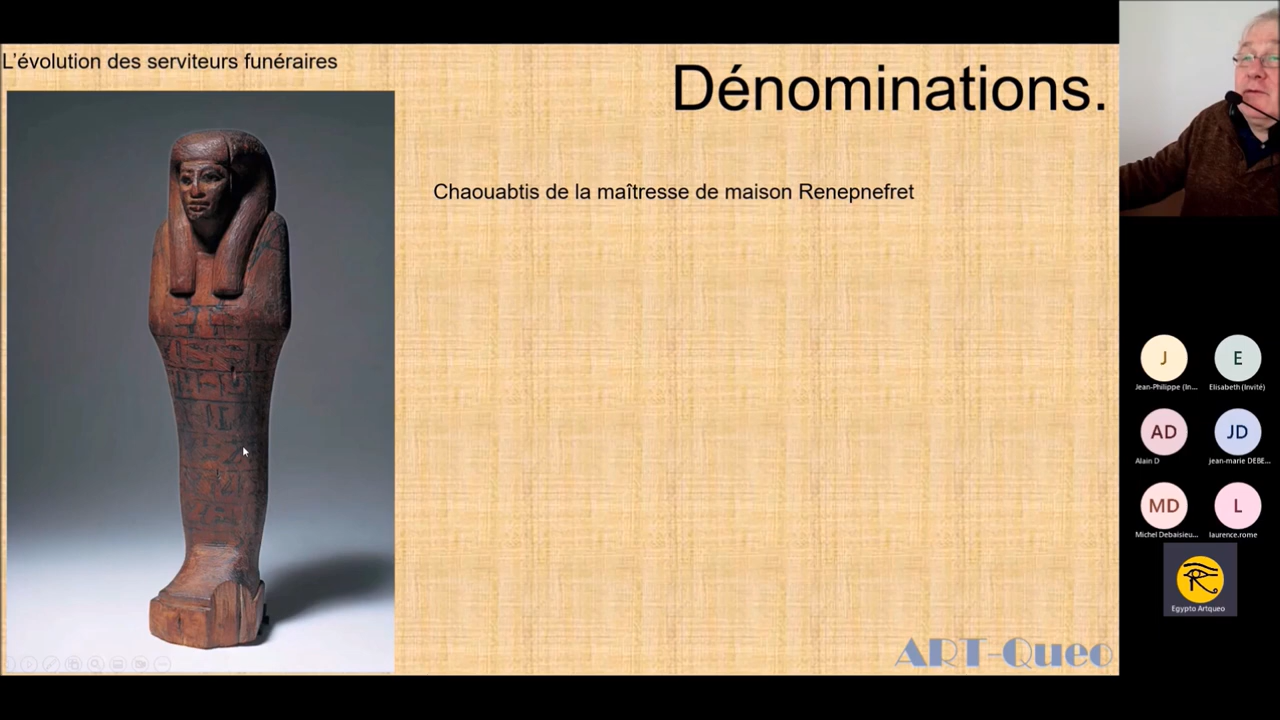 L'évolution des serviteurs funéraires
Dénominations.
Chaouabtis de la maîtresse de maison Renepnefret
ART-Queo
J
E
Jean-Philippe (In...
Elisabeth (Invité)
AD
JD
Alain D
jean-marie DEBE...
MD
L
Michel Debaisieu...
laurence.rome
Egypto Artqueo